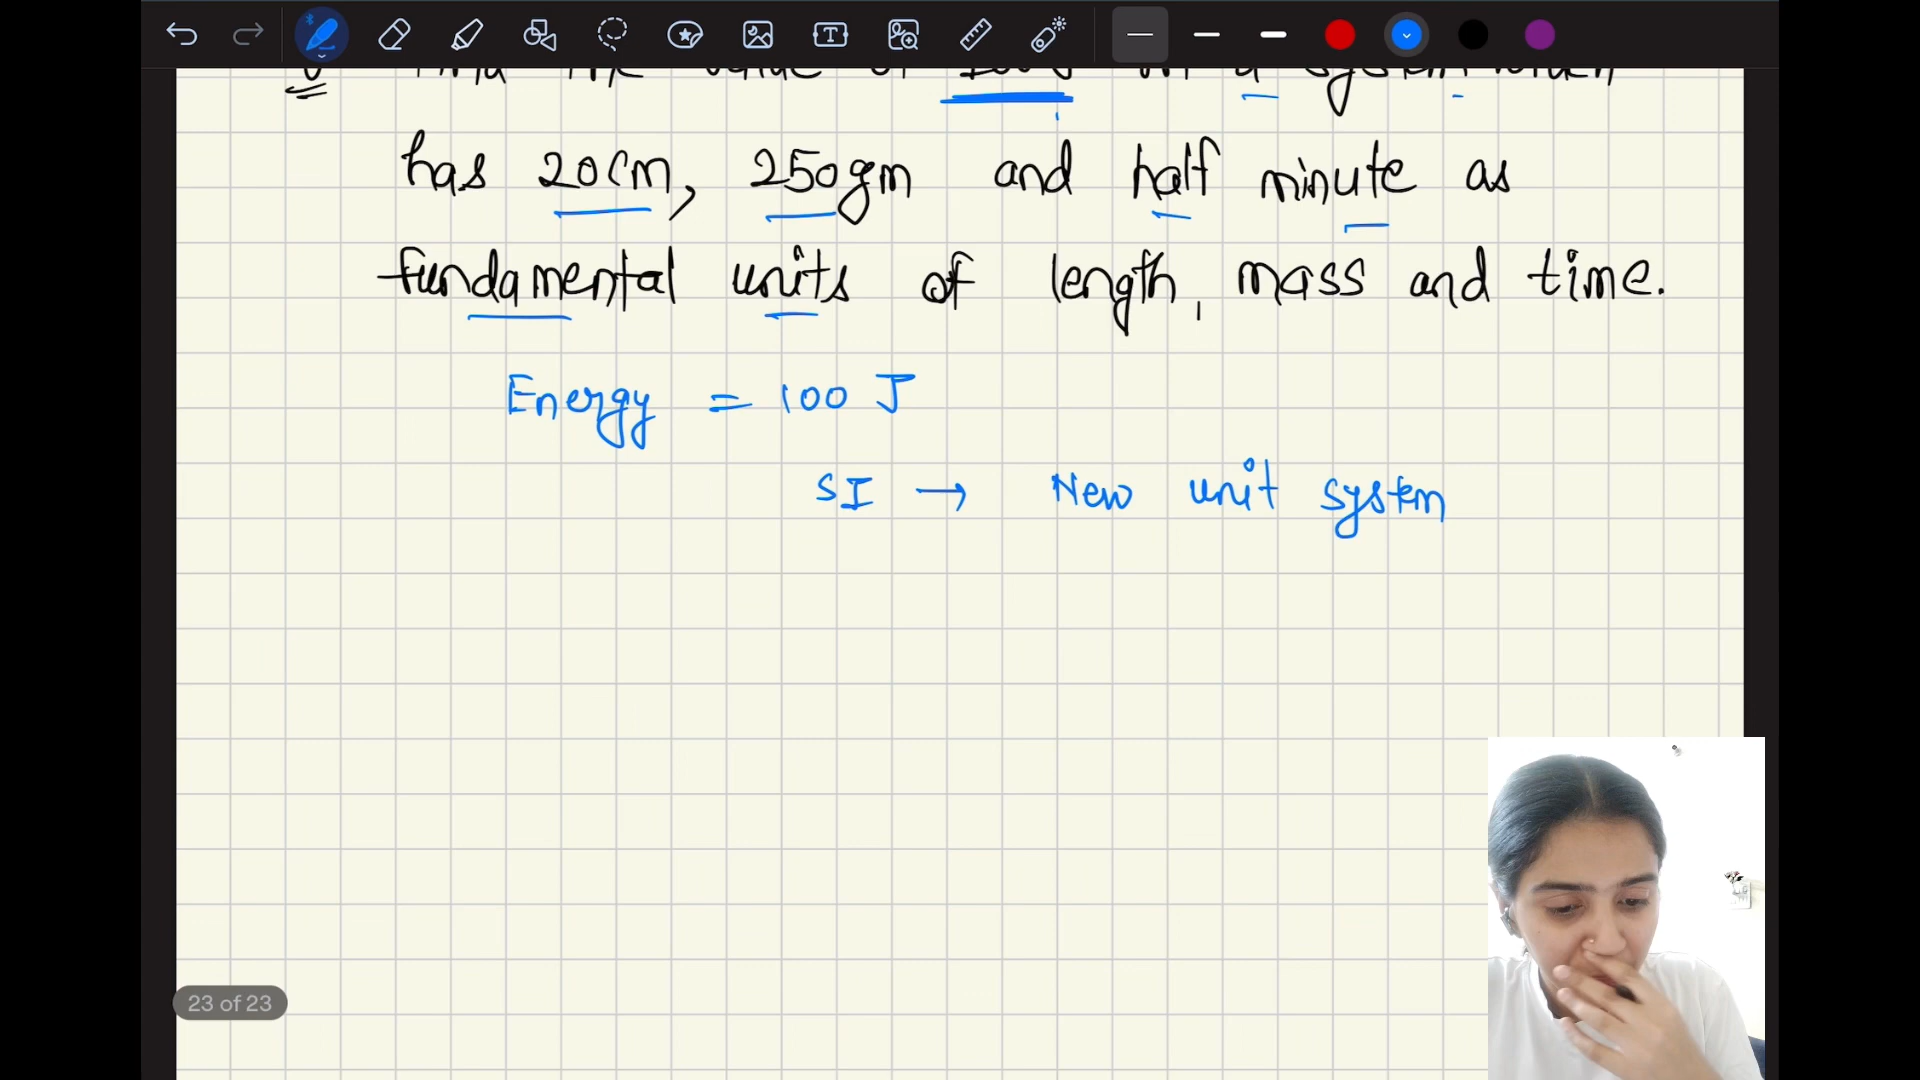 has 20cm, 250gm and half minute as
fundamental units of length, mass and time.
Energy = 100 J
SI → New unit system
23 of 23